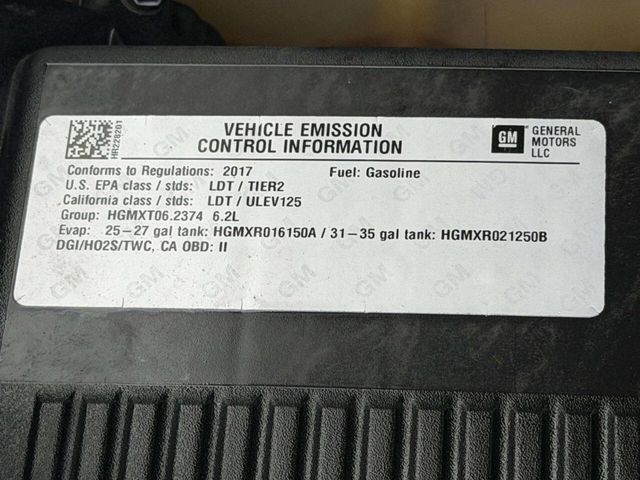 VEHICLE EMISSION
CONTROL INFORMATION
HR228201
GM
GENERAL
MOTORS
LLC
Conforms to Regulations: 2017 Fuel: Gasoline
U.S. EPA class / stds: LDT / TIER2
California class / stds: LDT / ULEV125
Group: HGMXT06.2374 6.2L
Evap: 25-27 gal tank: HGMXR016150A / 31-35 gal tank: HGMXR021250B
DGI/HO2S/TWC, CA OBD: II